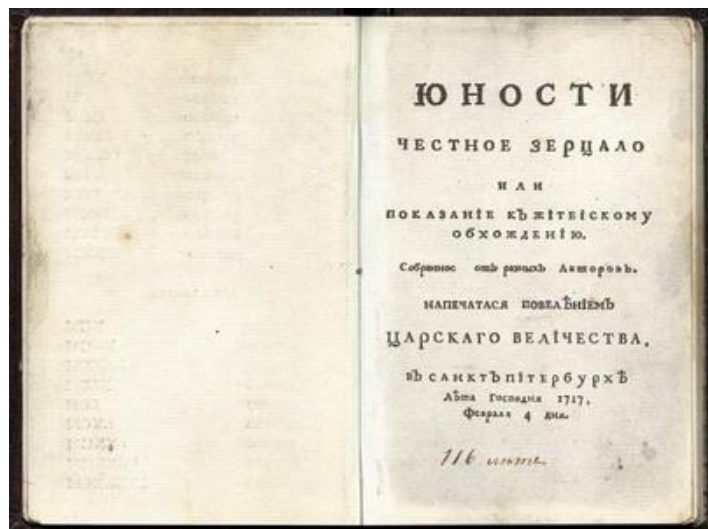 ЮНОСТИ
ЧЕСТНОЕ ЗЕРЦАЛО
ИЛИ
ПОКАЗАНІЕ КЪ ЖІТЕІСКОМУ
ОБХОЖДЕНІЮ.
Собранное отъ разныхъ Авторовъ.
НАПЕЧАТАСЯ ПОВЕЛѢНІЕМЪ
ЦАРСКАГО ВЕЛІЧЕСТВА,
ВЪ САНКТЪПІТЕРБУРХѢ
Лѣта Господня 1717,
Февраля 4 дня.
116